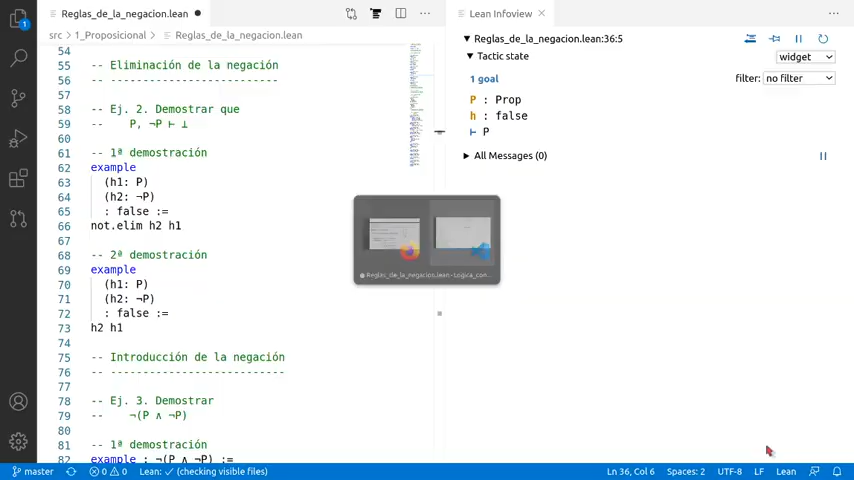 Reglas_de_la_negacion.lean ●
Lean Infoview ×
src > 1_Proposicional > Reglas_de_la_negacion.lean
54
55 -- Eliminación de la negación
56 -- --------------------------
57
58 -- Ej. 2. Demostrar que
59 --    P, ¬P ⊢ ⊥
60
61 -- 1ª demostración
62 example
63   (h1: P)
64   (h2: ¬P)
65   : false :=
66 not.elim h2 h1
67
68 -- 2ª demostración
69 example
70   (h1: P)
71   (h2: ¬P)
72   : false :=
73 h2 h1
74
75 -- Introducción de la negación
76 -- ---------------------------
77
78 -- Ej. 3. Demostrar
79 --    ¬(P ∧ ¬P)
80
81 -- 1ª demostración
82 example : ¬(P ∧ ¬P) :=
Reglas_de_la_negacion.lean:36:5
Tactic state
widget
1 goal
filter: no filter
P : Prop
h : false
⊢ P
All Messages (0)
● Reglas_de_la_negacion.lean - Logica_con...
1
master
0 0
Lean: ✓ (checking visible files)
Ln 36, Col 6
Spaces: 2
UTF-8
LF
Lean